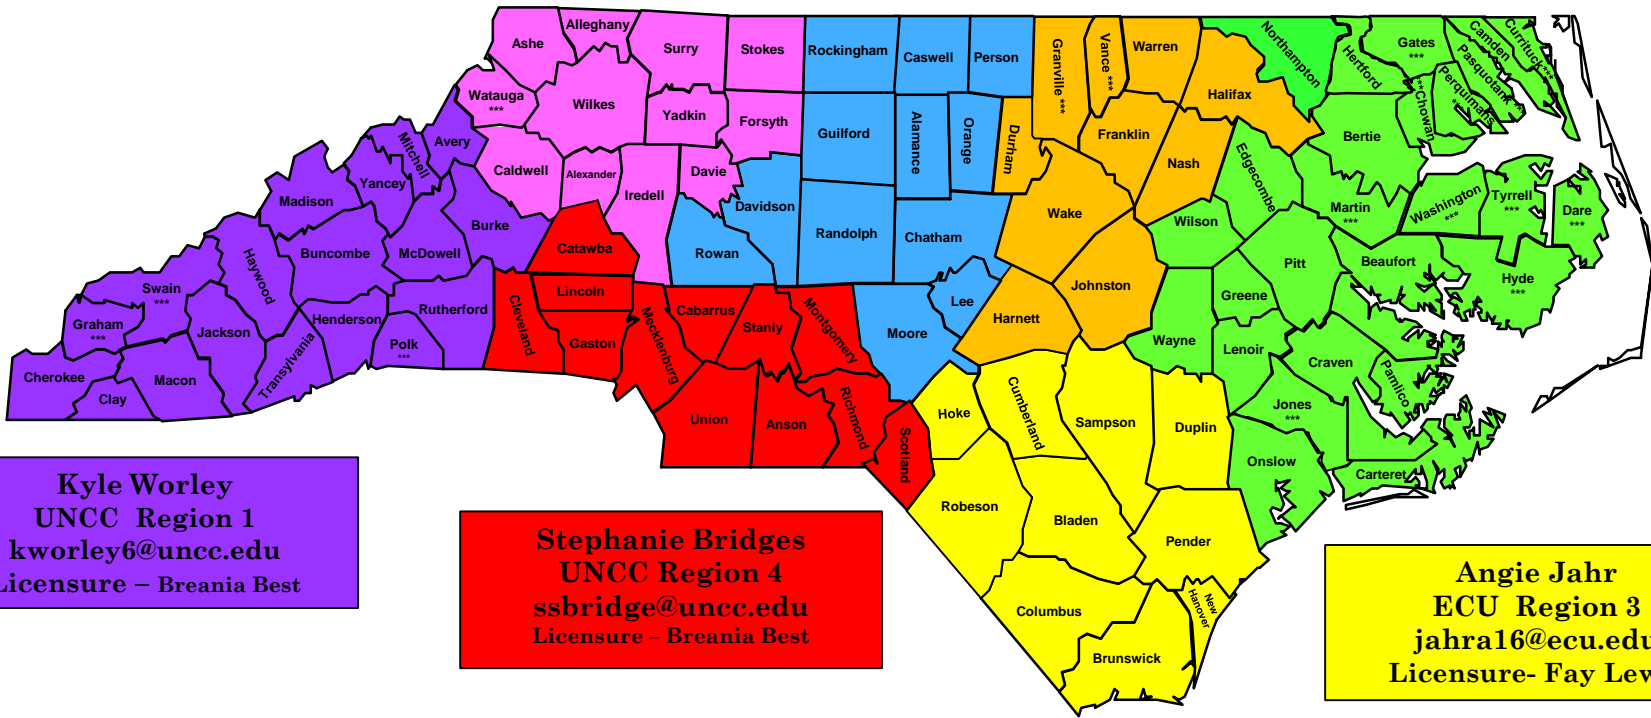 Ashe
Alleghany
Surry
Stokes
Rockingham
Caswell
Person
Granville ***
Vance ***
Warren
Northampton
Hertford
Gates
***
Camden
Currituck***
Pasquotank
Perquimans
***Chowan
Watauga
***
Wilkes
Yadkin
Forsyth
Guilford
Alamance
Orange
Durham
Franklin
Halifax
Nash
Edgecombe
Bertie
Avery
Mitchell
Yancey
Madison
Caldwell
Alexander
Iredell
Davie
Davidson
Randolph
Chatham
Wake
Wilson
Martin
***
Washington
***
Tyrrell
***
Dare
***
Burke
McDowell
Buncombe
Haywood
Catawba
Rowan
Johnston
Pitt
Beaufort
Hyde
***
Swain
***
Graham
***
Jackson
Henderson
Rutherford
Polk
***
Transylvania
Cherokee
Macon
Clay
Cleveland
Lincoln
Gaston
Mecklenburg
Cabarrus
Stanly
Montgomery
Moore
Lee
Harnett
Greene
Wayne
Lenoir
Craven
Pamlico
Jones
***
Union
Anson
Richmond
Scotland
Hoke
Cumberland
Sampson
Duplin
Onslow
Carteret
Robeson
Bladen
Pender
Columbus
New
Hanover
Brunswick
Kyle Worley
UNCC Region 1
kworley6@uncc.edu
Licensure – Breania Best
Stephanie Bridges
UNCC Region 4
ssbridge@uncc.edu
Licensure – Breania Best
Angie Jahr
ECU Region 3
jahra16@ecu.edu
Licensure- Fay